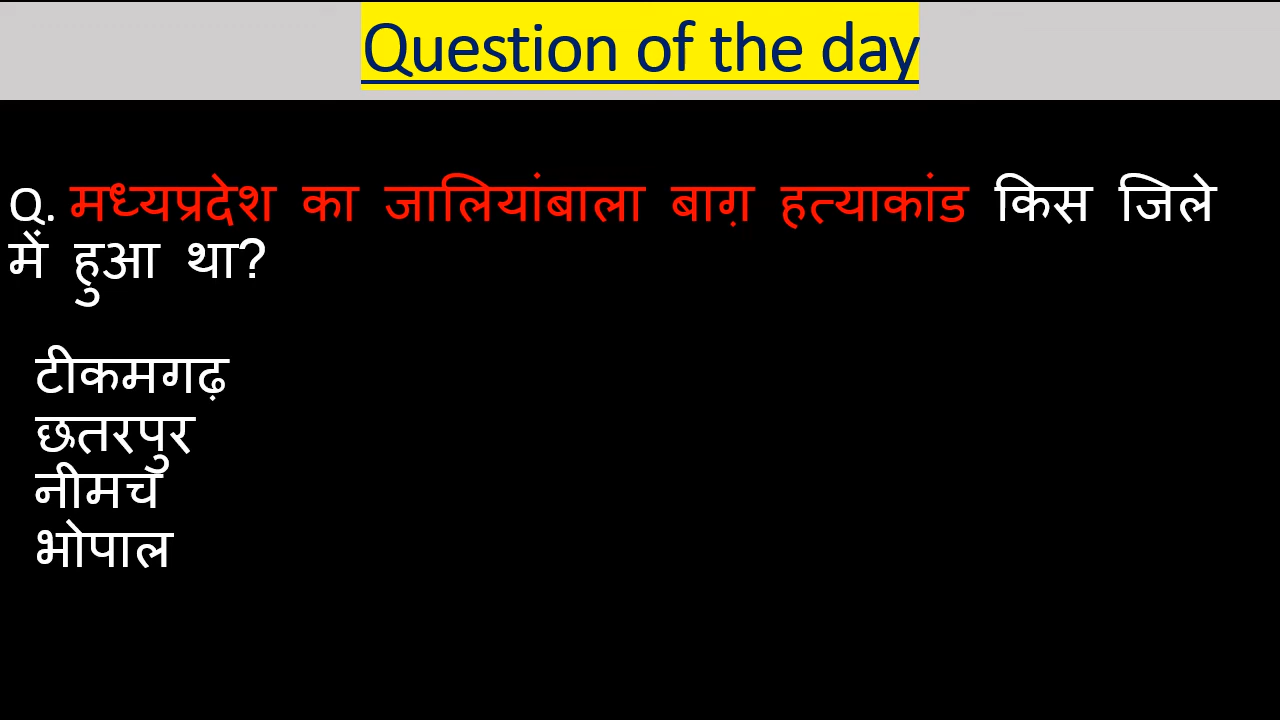 Question of the day
Q. मध्यप्रदेश का जालियांबाला बाग़ हत्याकांड किस जिले
में हुआ था?
टीकमगढ़
छतरपुर
नीमच
भोपाल